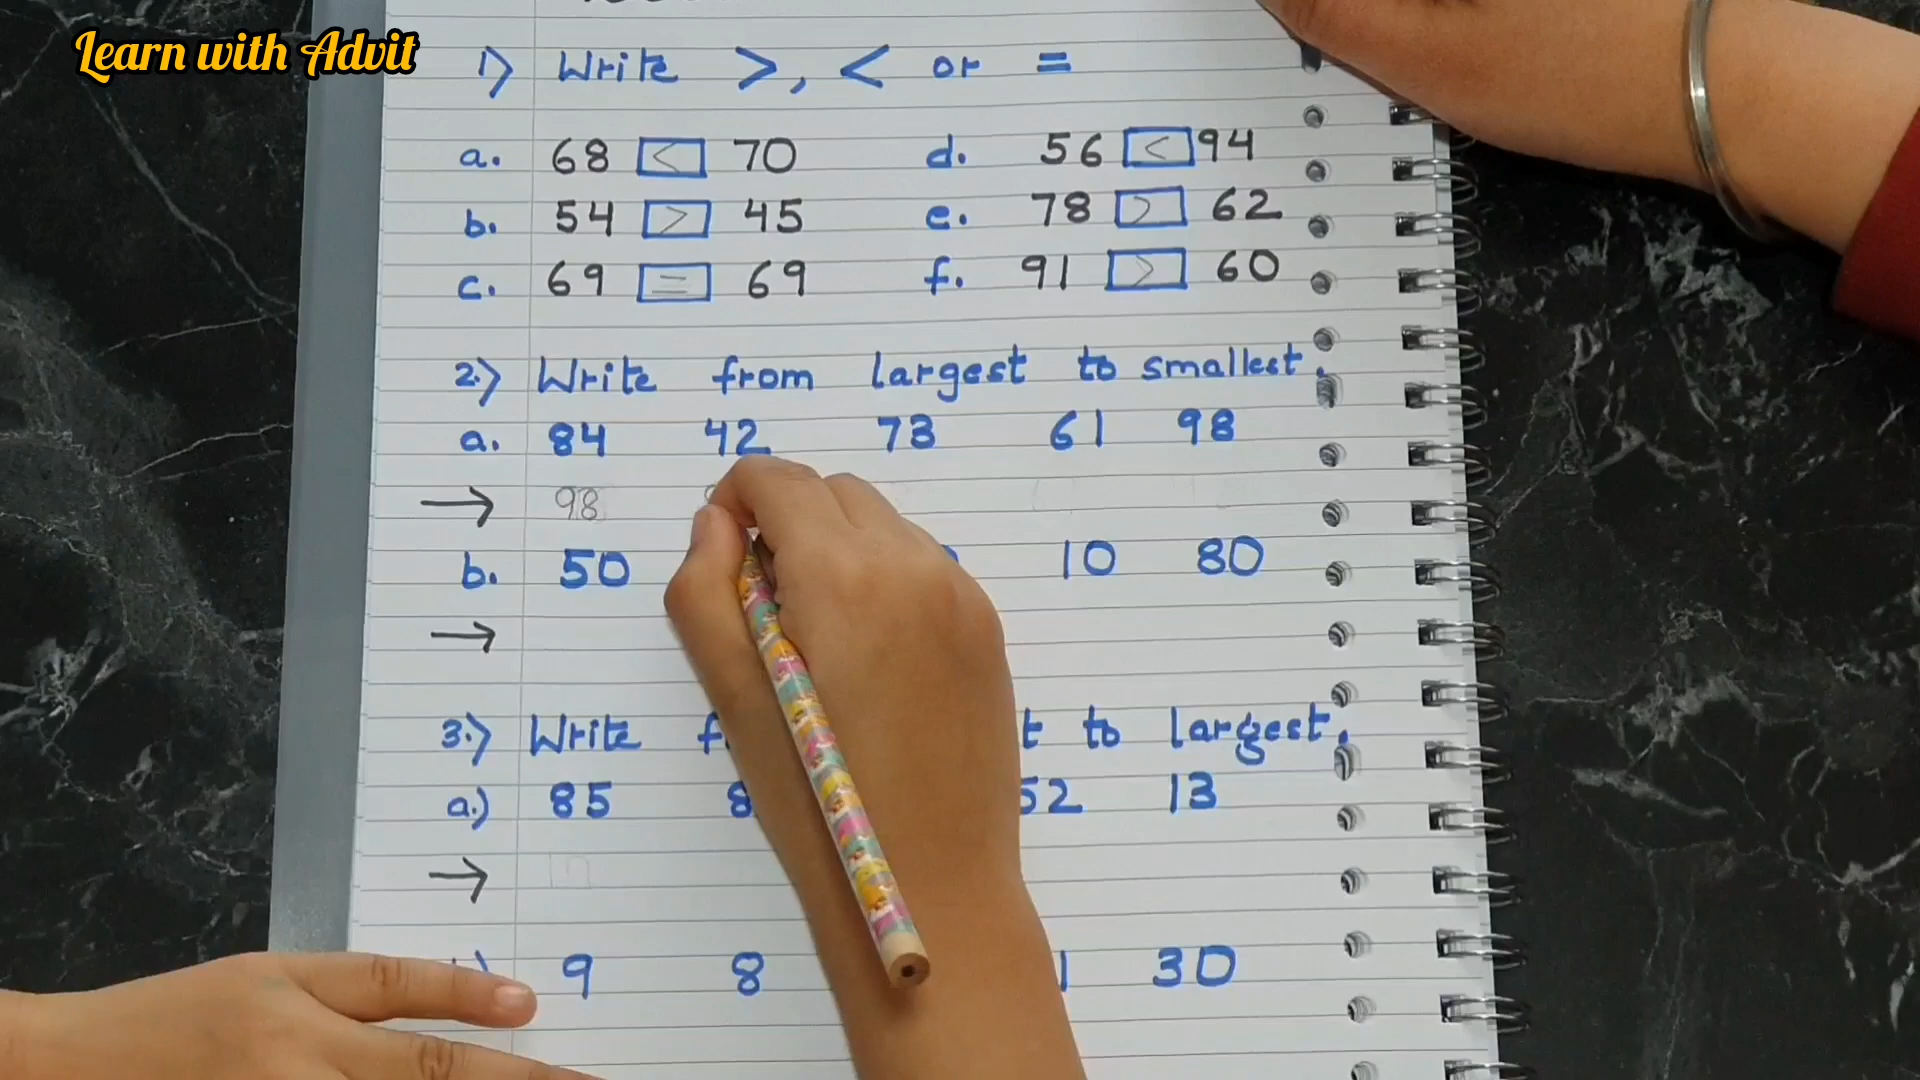 Learn with Advit
1) Write >, < or =
a. 68 < 70 d. 56 < 94
b. 54 > 45 e. 78 > 62
c. 69 = 69 f. 91 > 60
2.) Write from largest to smallest.
a. 84 42 73 61 98
→ 98
b. 50 10 80
→
3.) Write to largest.
a.) 85 52 13
→
9 8 30